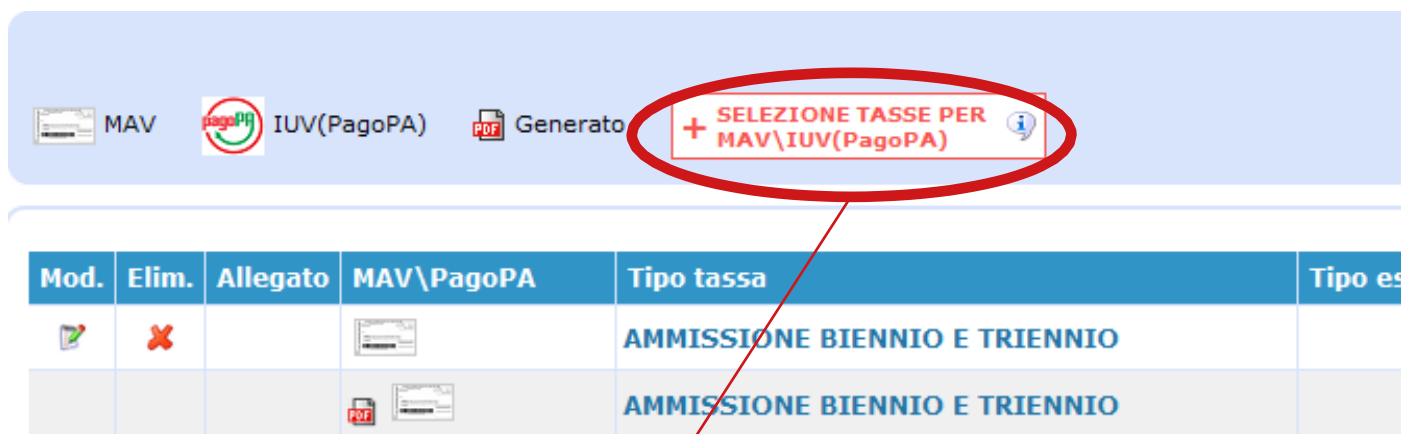 MAV pagoPA IUV(PagoPA) PDF Generato + SELEZIONE TASSE PER
MAV\IUV(PagoPA)
Mod. Elim. Allegato MAV\PagoPA Tipo tassa Tipo es
AMMISSIONE BIENNIO E TRIENNIO
PDF AMMISSIONE BIENNIO E TRIENNIO